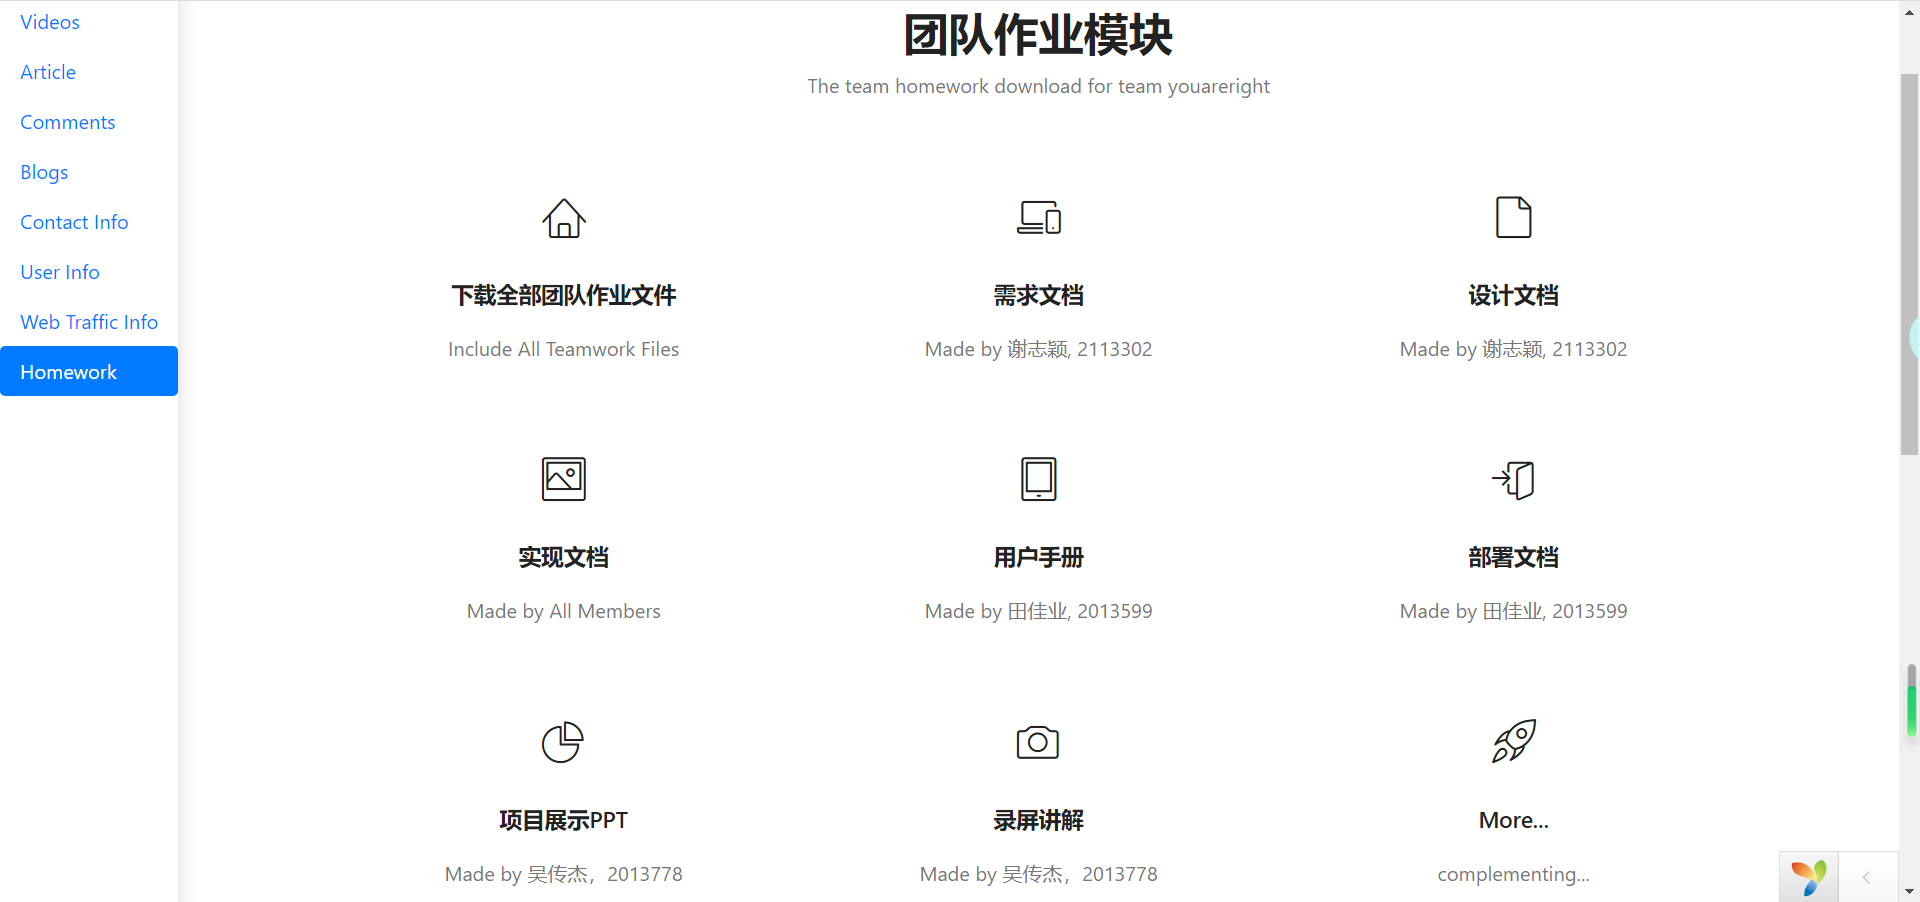 Videos
Article
Comments
Blogs
Contact Info
User Info
Web Traffic Info
Homework
团队作业模块
The team homework download for team youareright
下载全部团队作业文件
Include All Teamwork Files
需求文档
Made by 谢志颖, 2113302
设计文档
Made by 谢志颖, 2113302
实现文档
Made by All Members
用户手册
Made by 田佳业, 2013599
部署文档
Made by 田佳业, 2013599
项目展示PPT
Made by 吴传杰，2013778
录屏讲解
Made by 吴传杰，2013778
More...
complementing...